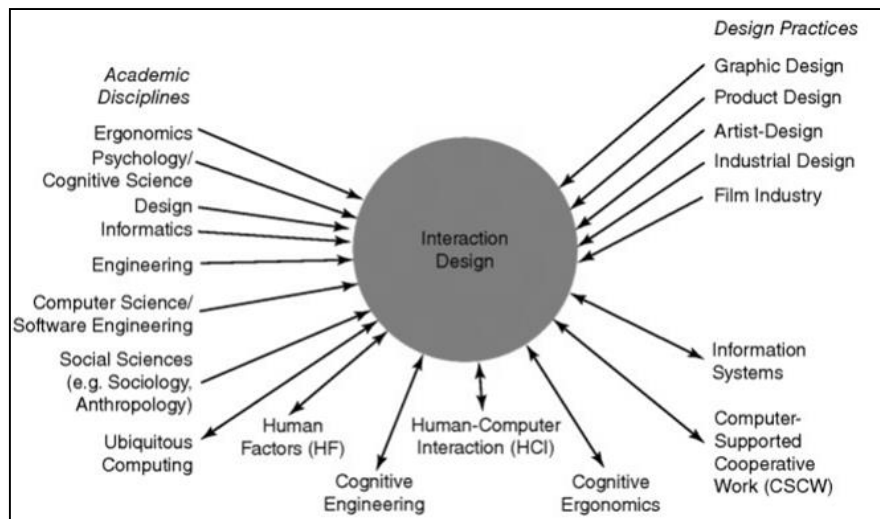 Academic
Disciplines
Ergonomics
Psychology/
Cognitive Science
Design
Informatics
Engineering
Computer Science/
Software Engineering
Social Sciences
(e.g. Sociology,
Anthropology)
Ubiquitous
Computing
Human
Factors (HF)
Cognitive
Engineering
Human-Computer
Interaction (HCI)
Cognitive
Ergonomics
Interaction
Design
Design Practices
Graphic Design
Product Design
Artist-Design
Industrial Design
Film Industry
Information
Systems
Computer-
Supported
Cooperative
Work (CSCW)